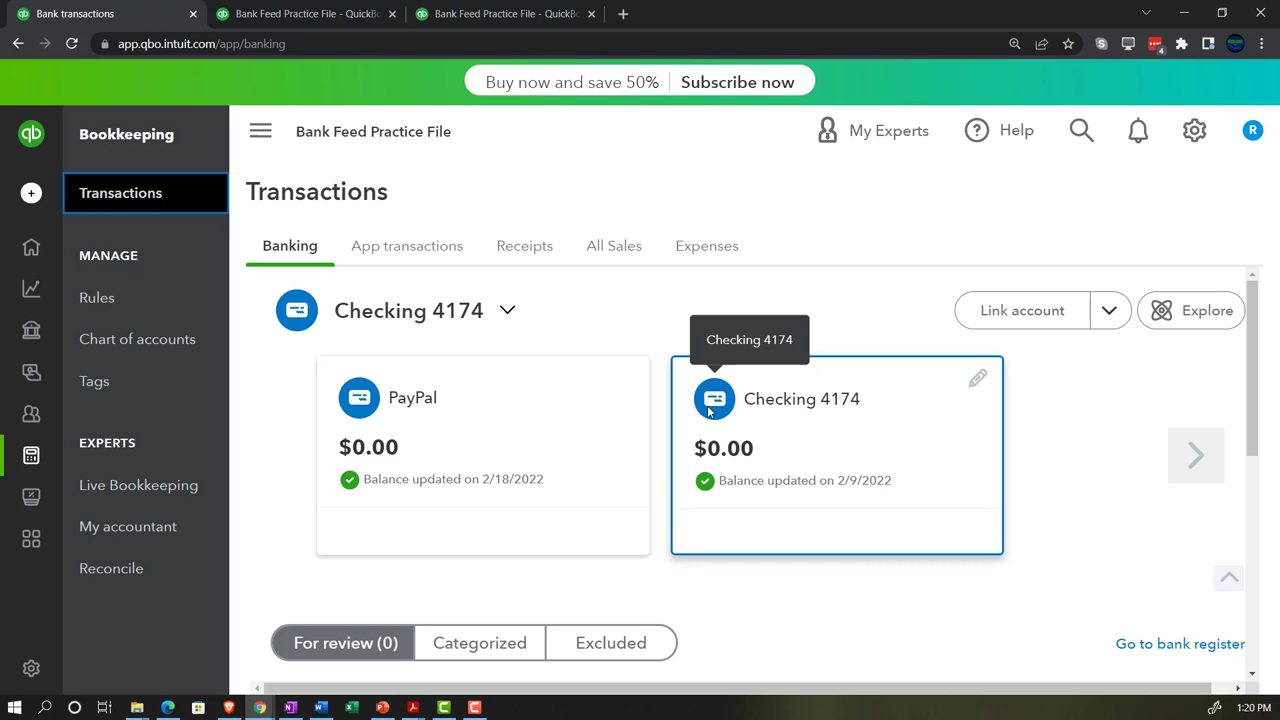 Bank transactions
Bank Feed Practice File - QuickBo
Bank Feed Practice File - QuickBo
app.qbo.intuit.com/app/banking
4
Buy now and save 50%
Subscribe now
qb
Bookkeeping
Bank Feed Practice File
My Experts
Help
R
Transactions
MANAGE
Rules
Chart of accounts
Tags
EXPERTS
Live Bookkeeping
My accountant
Reconcile
Transactions
Banking
App transactions
Receipts
All Sales
Expenses
Checking 4174
Link account
Explore
Checking 4174
PayPal
$0.00
Balance updated on 2/18/2022
Checking 4174
$0.00
Balance updated on 2/9/2022
For review (0)
Categorized
Excluded
Go to bank register
1:20 PM